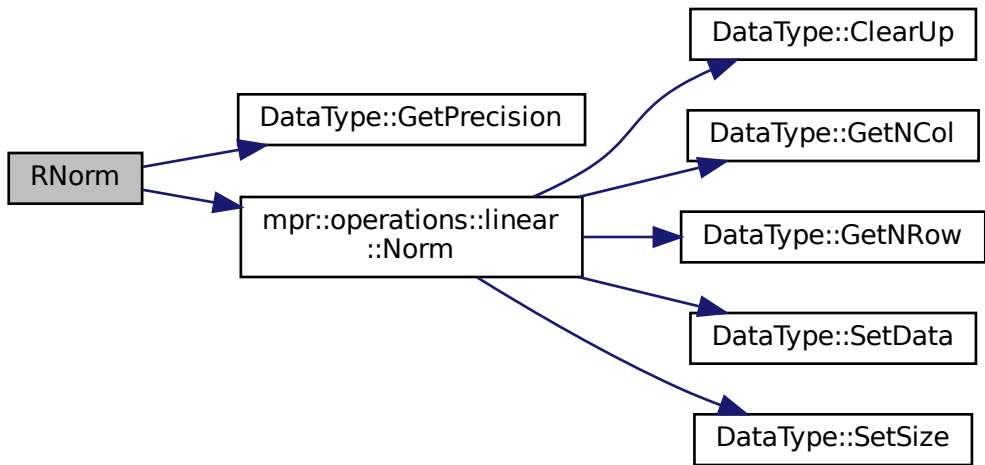 RNorm
DataType::GetPrecision
mpr::operations::linear
::Norm
DataType::ClearUp
DataType::GetNCol
DataType::GetNRow
DataType::SetData
DataType::SetSize